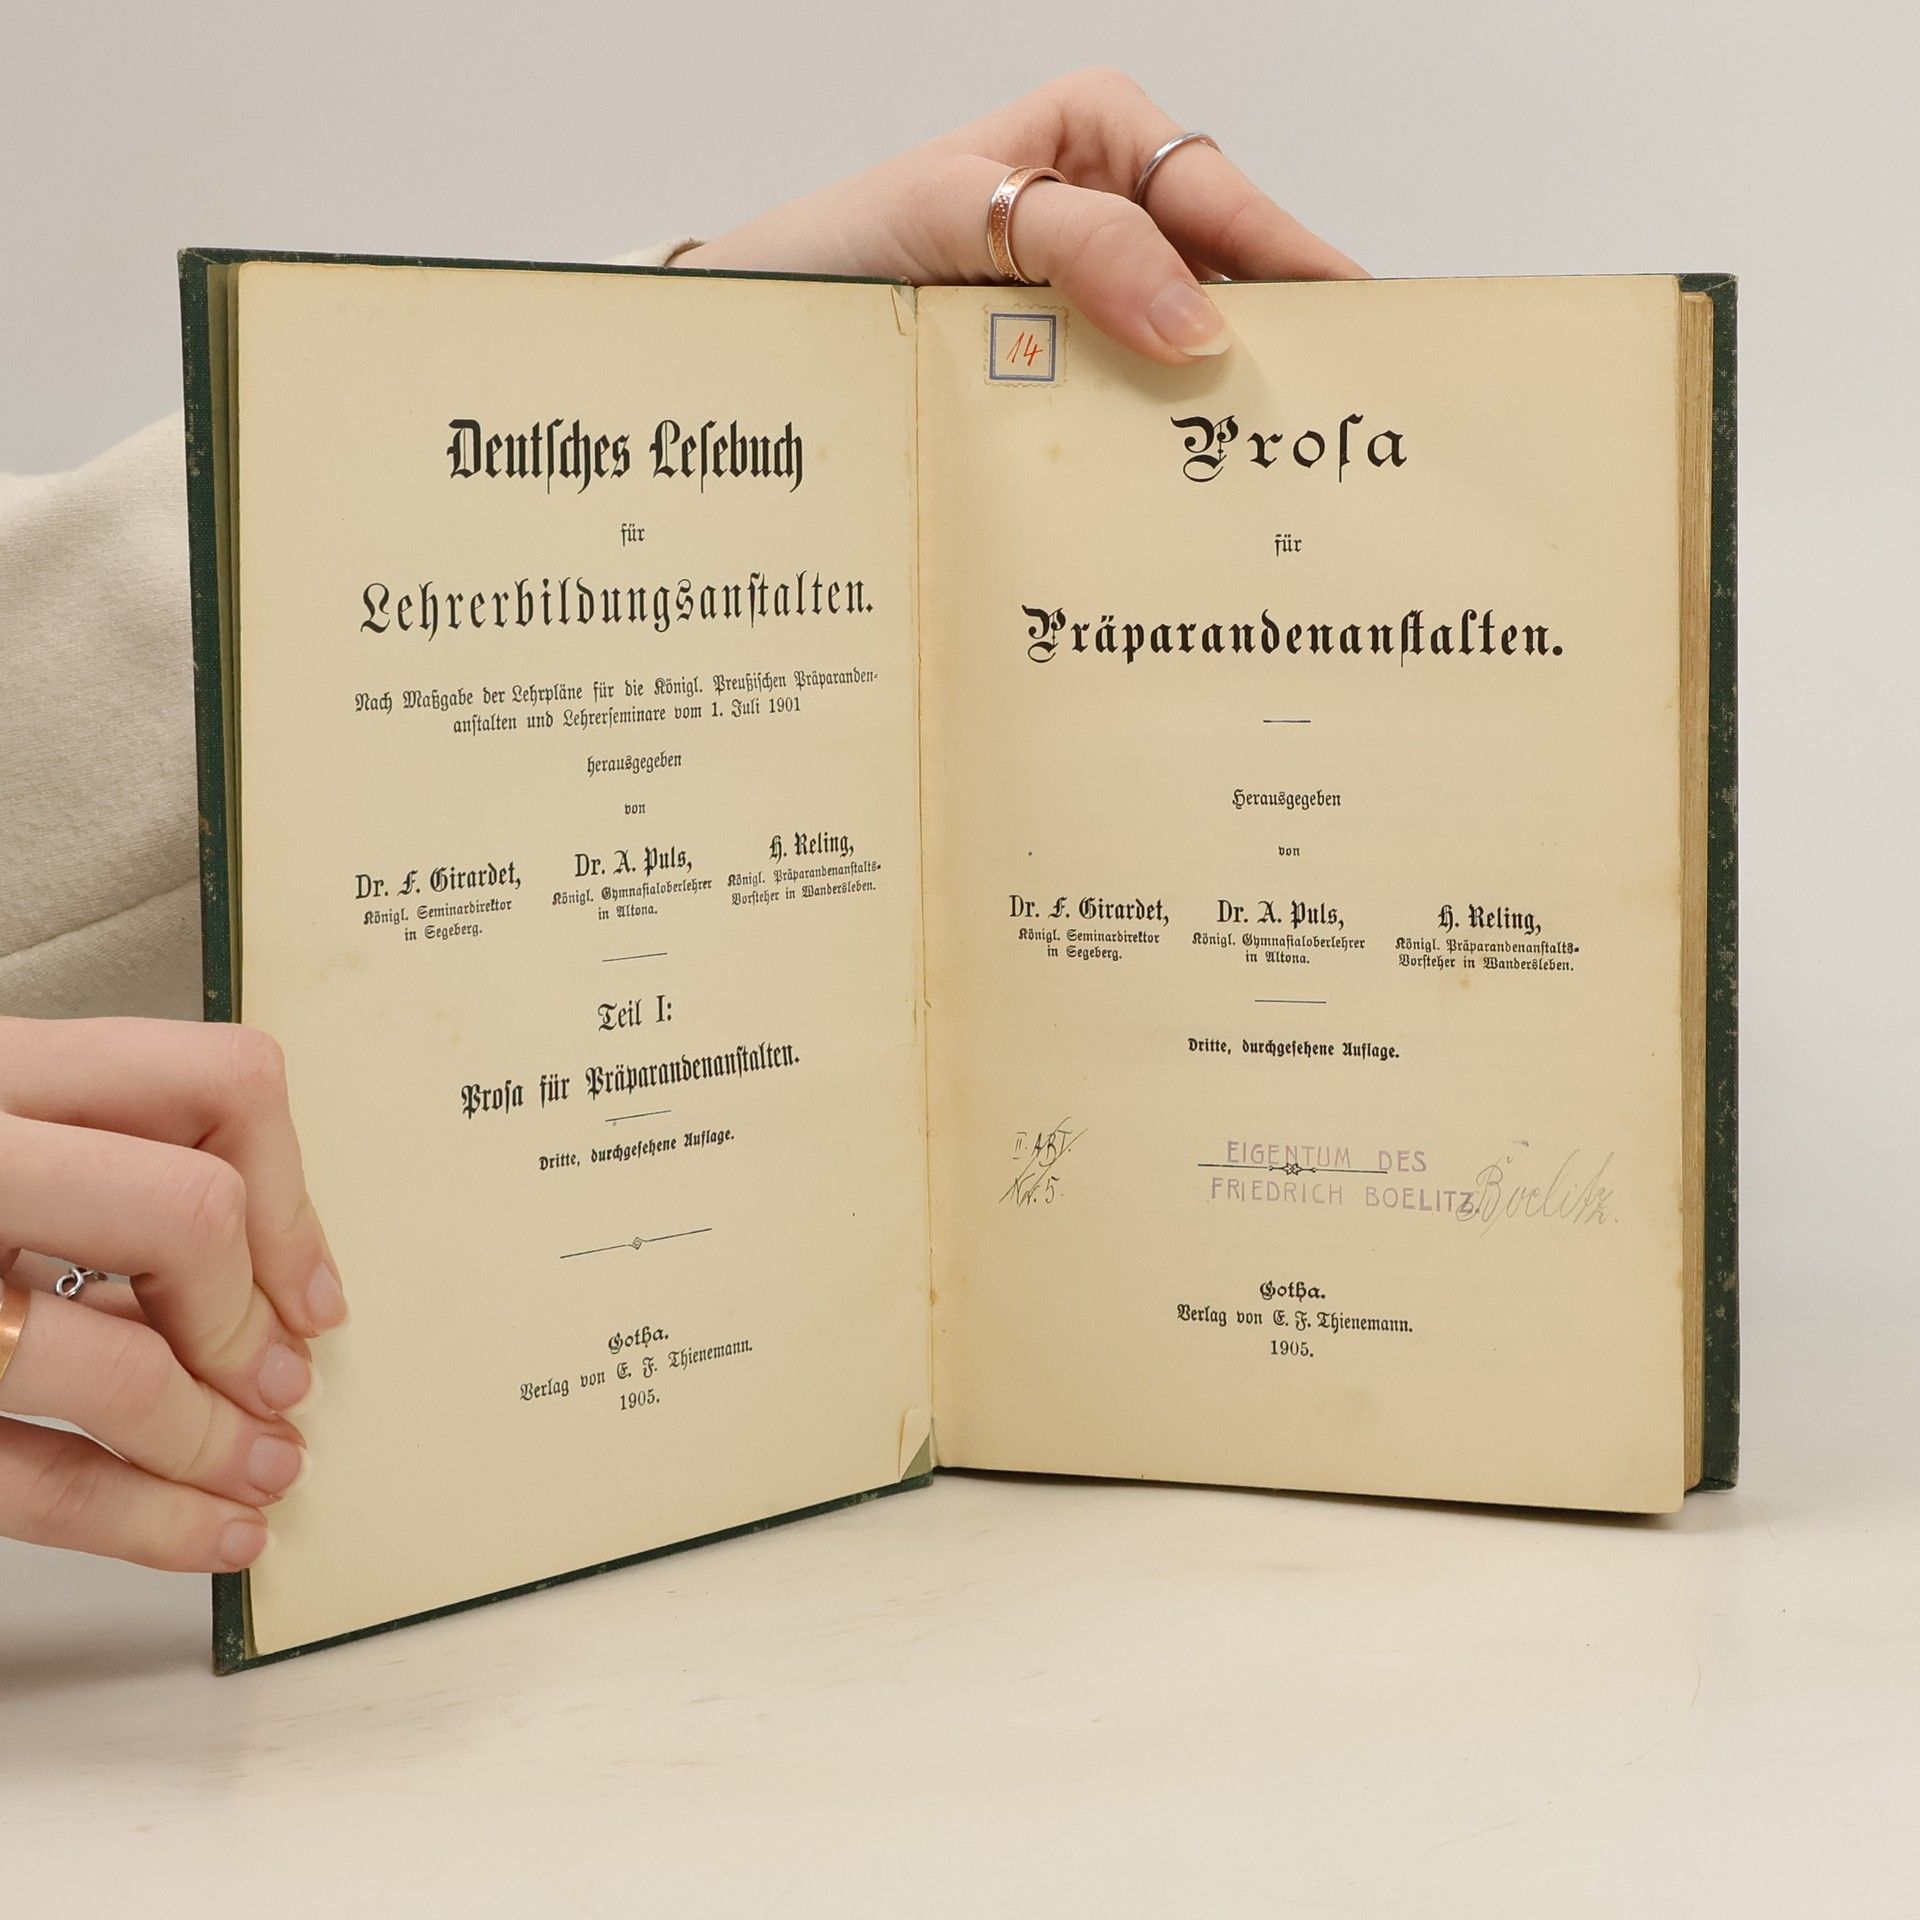 Deutſches Leſebuch
für
Lehrerbildungsanſtalten.
Nach Maßgabe der Lehrpläne für die Königl. Preußiſchen Präparanden-
anſtalten und Lehrerſeminare vom 1. Juli 1901
herausgegeben
von
Dr. F. Girardet,
Königl. Seminardirektor
in Segeberg.
Dr. A. Puls,
Königl. Gymnaſialoberlehrer
in Altona.
H. Reling,
Königl. Präparandenanſtalts-
Vorſteher in Wandersleben.
Teil I:
Proſa für Präparandenanſtalten.
Dritte, durchgeſehene Auflage.
Gotha.
Verlag von E. F. Thienemann.
1905.
14
Proſa
für
Präparandenanſtalten.
Herausgegeben
von
Dr. F. Girardet,
Königl. Seminardirektor
in Segeberg.
Dr. A. Puls,
Königl. Gymnaſialoberlehrer
in Altona.
H. Reling,
Königl. Präparandenanſtalts-
Vorſteher in Wandersleben.
Dritte, durchgeſehene Auflage.
II. ABT.
Nr. 5.
EIGENTUM DES
FRIEDRICH BOELITZ.
Boelitz.
Gotha.
Verlag von E. F. Thienemann.
1905.